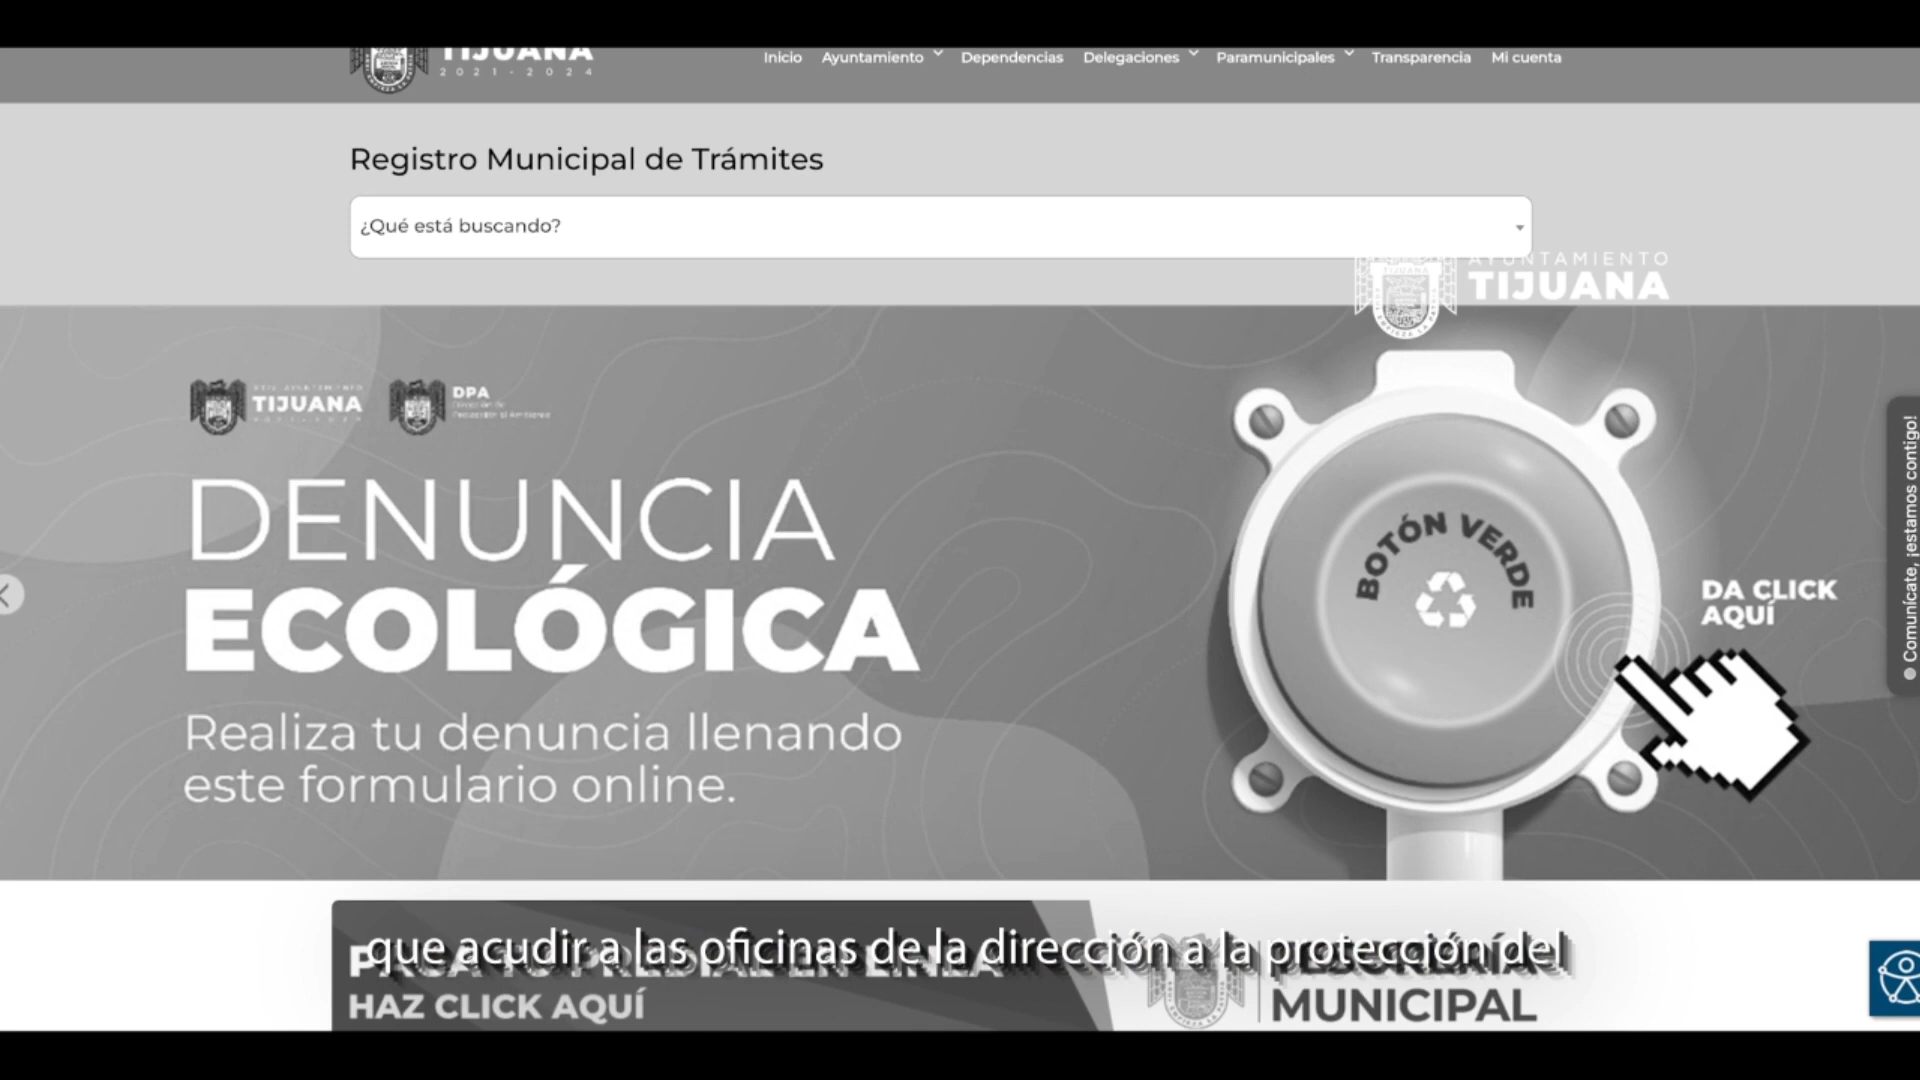 TIJUANA
2021-2024
Inicio Ayuntamiento Dependencias Delegaciones Paramunicipales Transparencia Mi cuenta
Registro Municipal de Trámites
¿Qué está buscando?
AYUNTAMIENTO
TIJUANA
TIJUANA
DPA
DENUNCIA
ECOLÓGICA
Realiza tu denuncia llenando
este formulario online.
BOTÓN VERDE
DA CLICK
AQUÍ
Comunícate, ¡estamos contigo!
que acudir a las oficinas de la dirección a la protección del
HAZ CLICK AQUÍ
MUNICIPAL